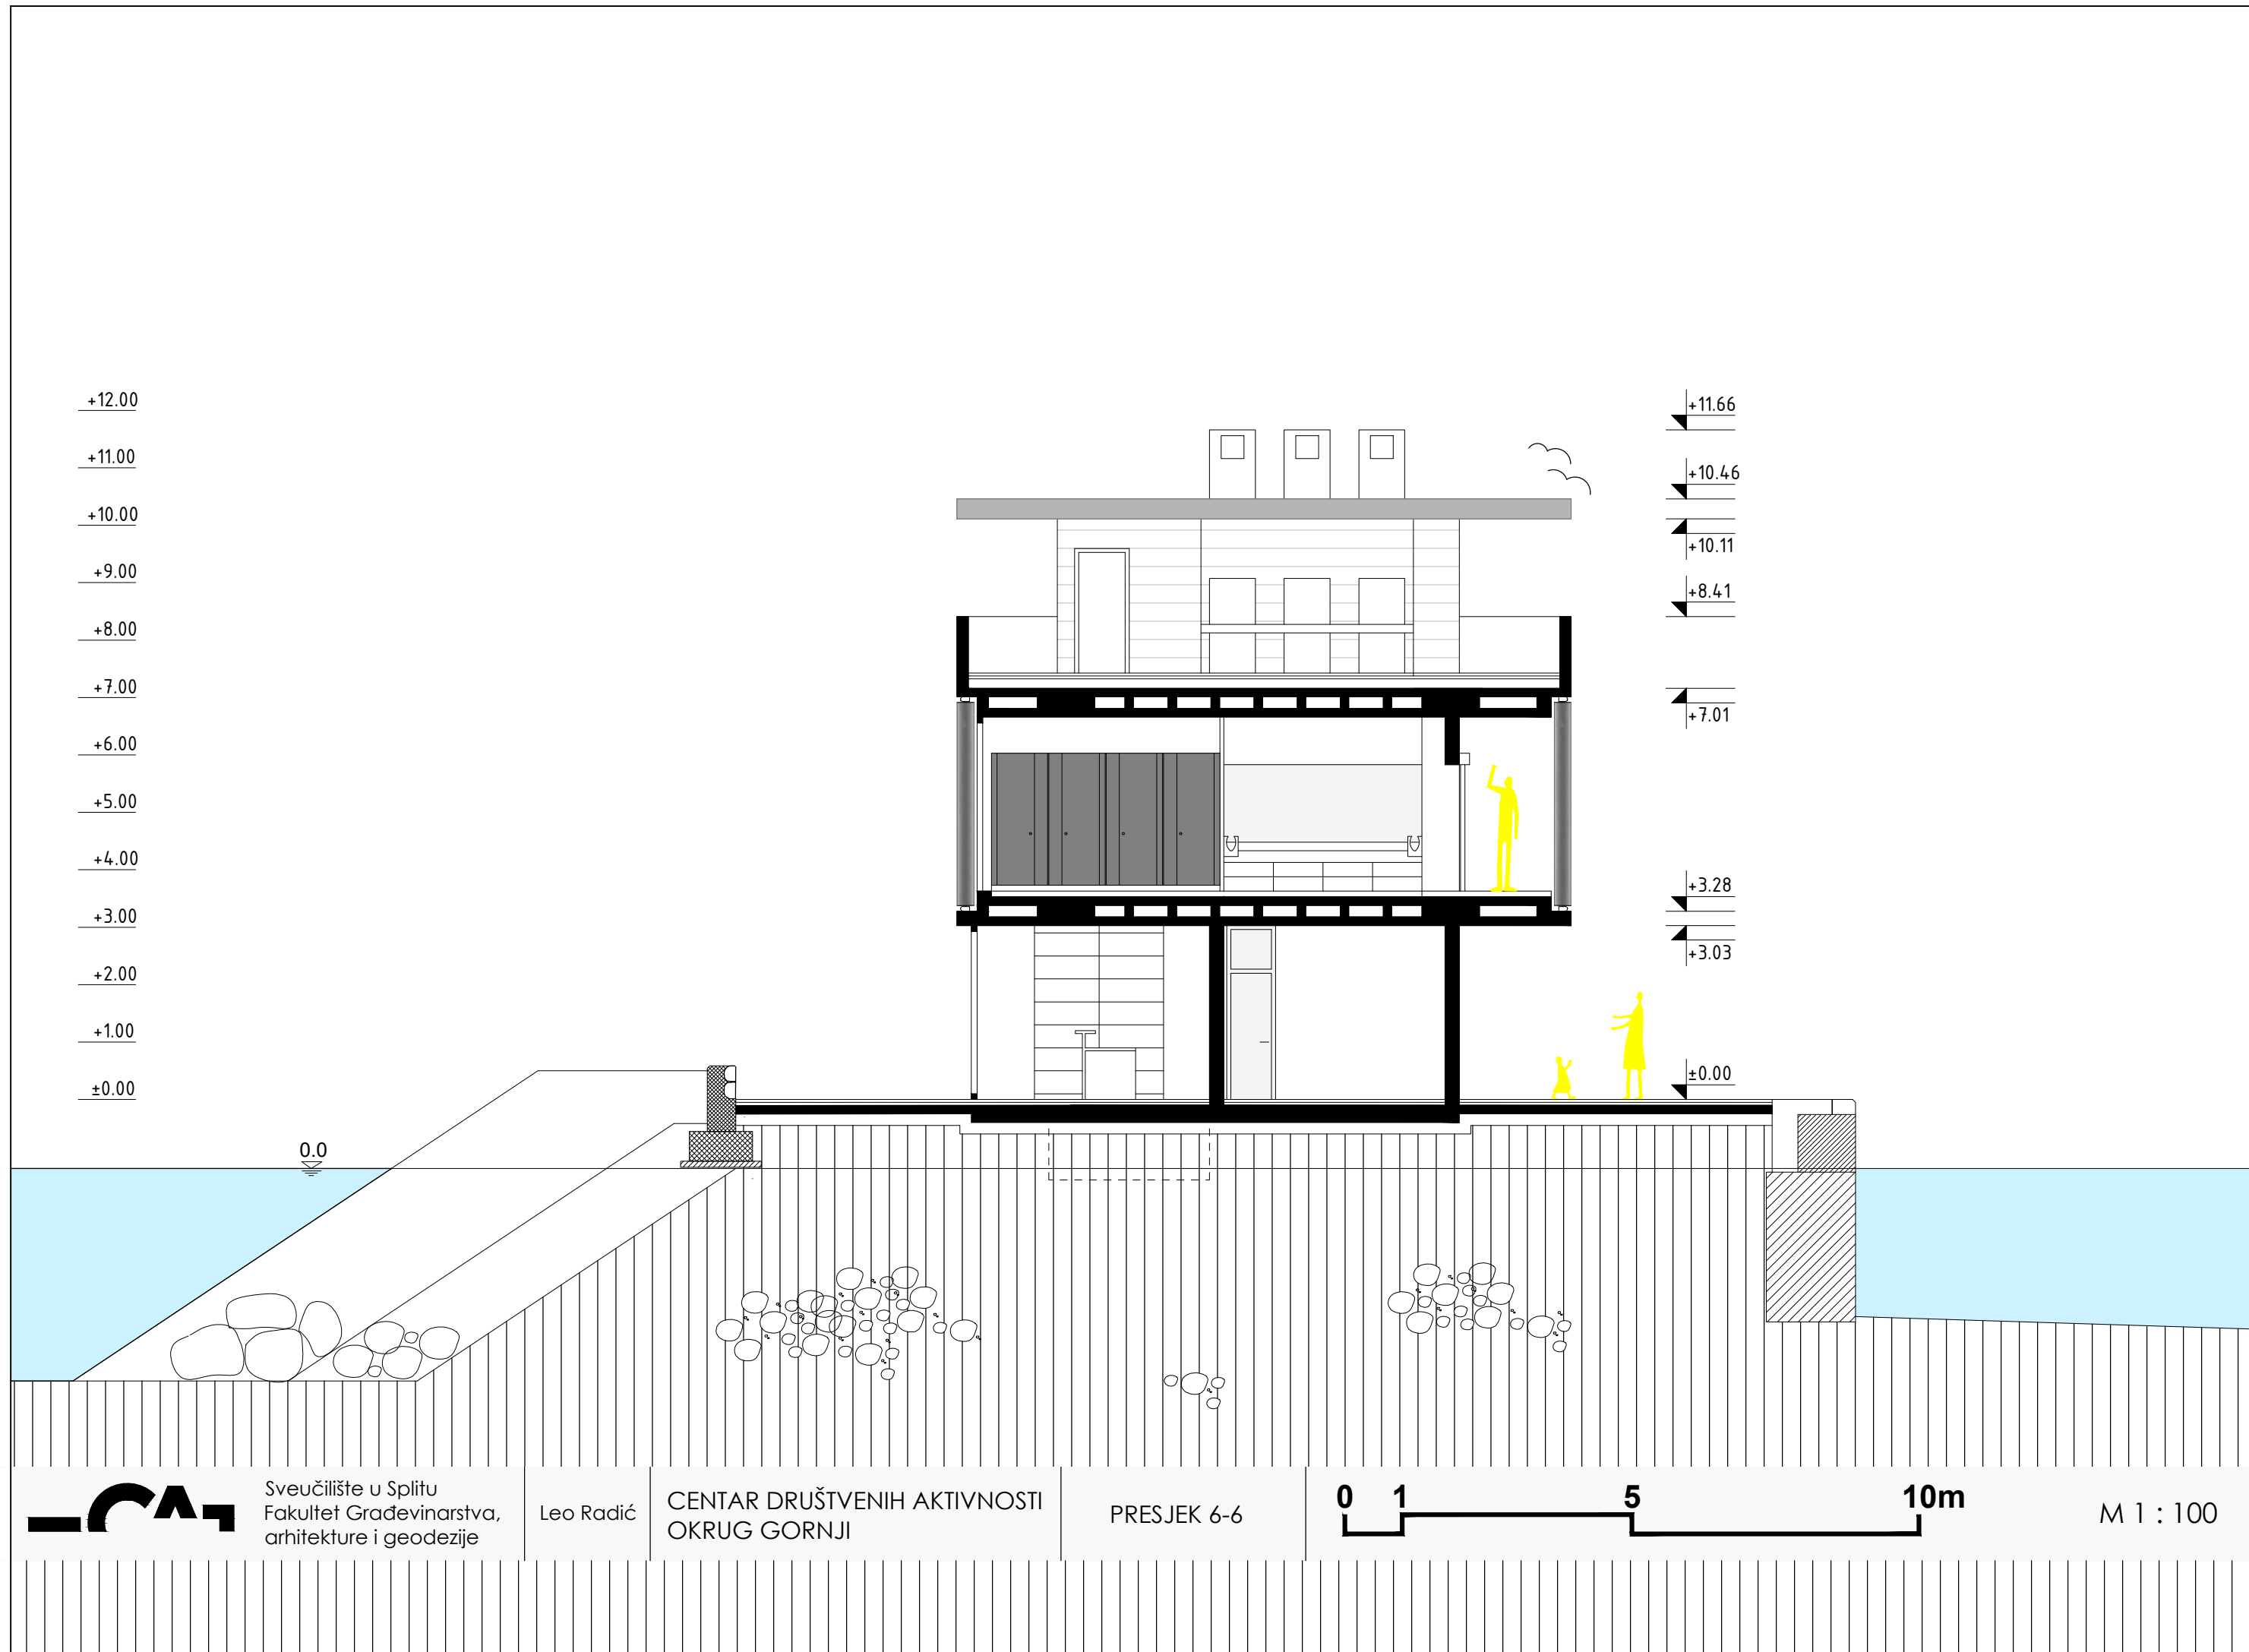 +12.00
+11.00
+10.00
+9.00
+8.00
+7.00
+6.00
+5.00
+4.00
+3.00
+2.00
+1.00
±0.00
0.0
+11.66
+10.46
+10.11
+8.41
+7.01
+3.28
+3.03
±0.00
Sveučilište u Splitu
Fakultet Građevinarstva,
arhitekture i geodezije
Leo Radić
CENTAR DRUŠTVENIH AKTIVNOSTI
OKRUG GORNJI
PRESJEK 6-6
0 1 5 10m
M 1 : 100